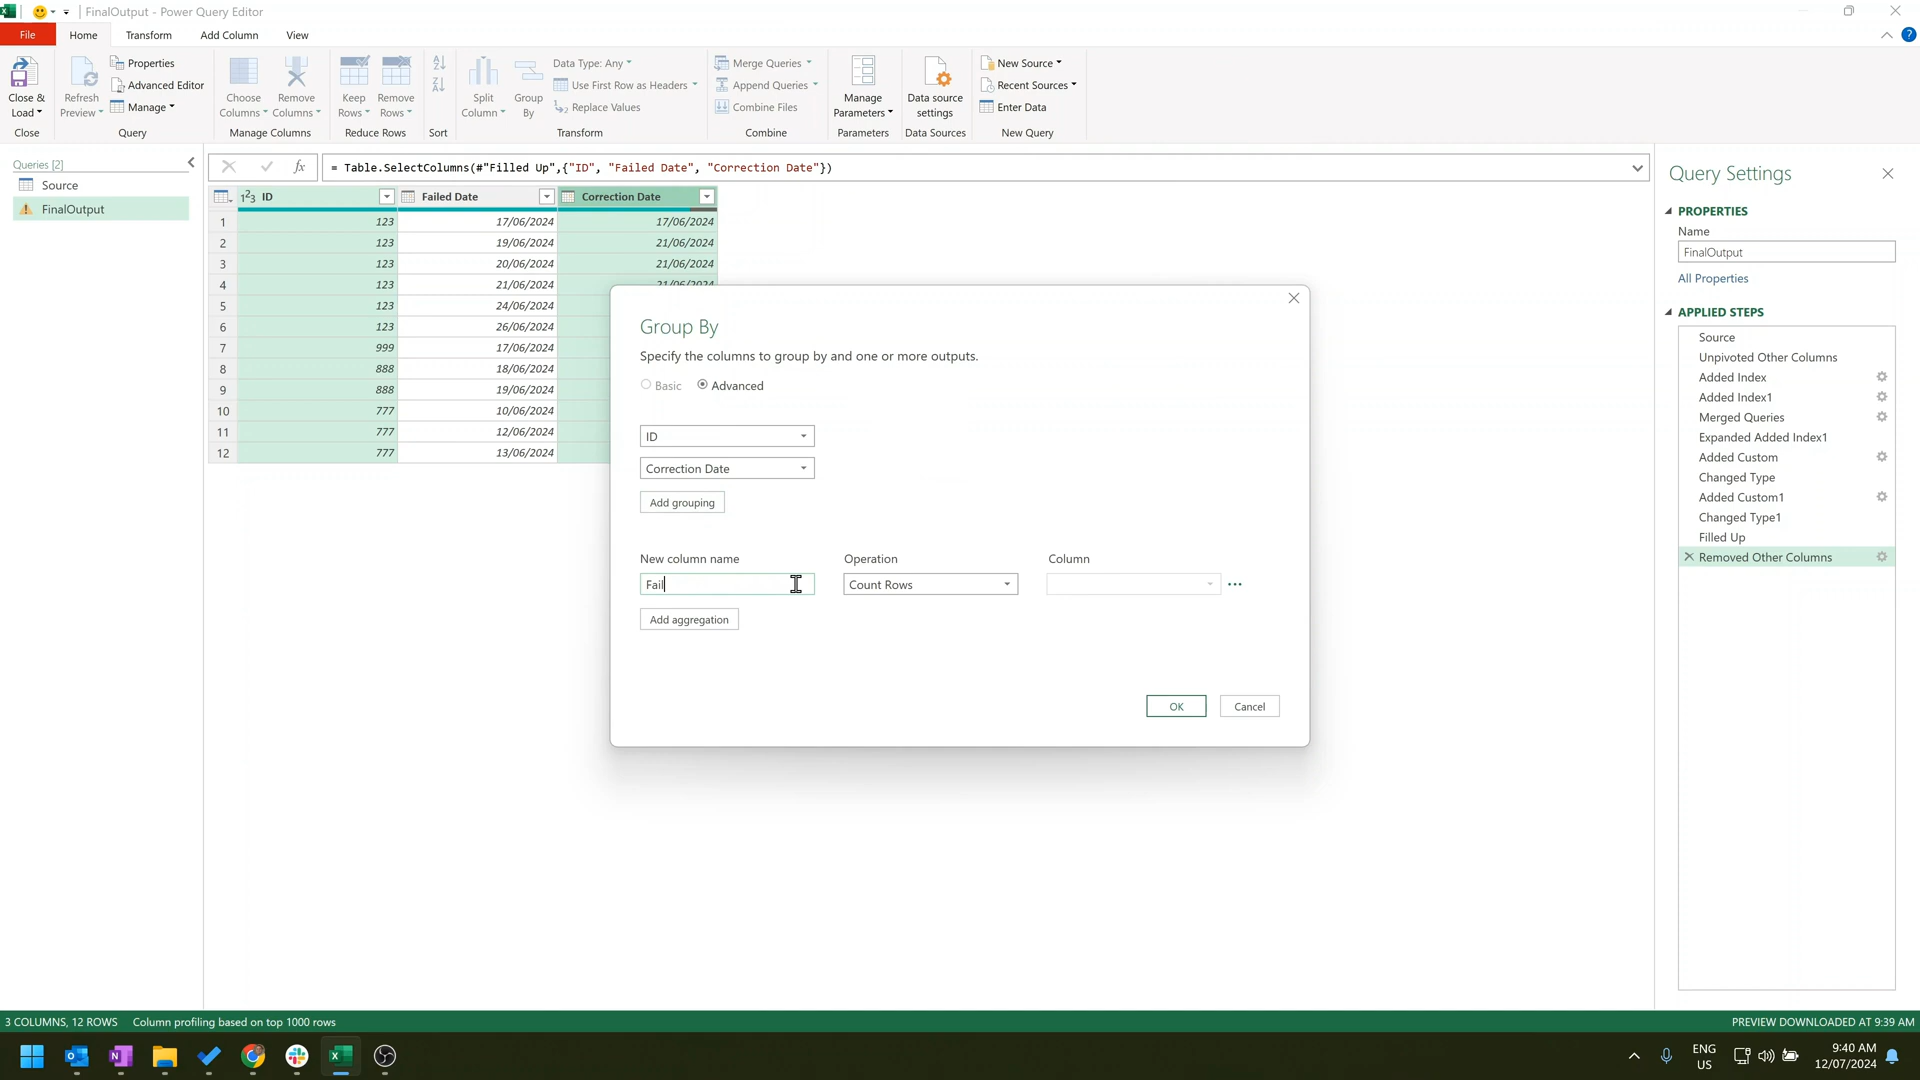 FinalOutput - Power Query Editor
File Home Transform Add Column View
Close & Load
Close
Refresh Preview
Properties
Advanced Editor
Manage
Query
Choose Columns
Remove Columns
Manage Columns
Keep Rows
Remove Rows
Reduce Rows
Sort
Split Column
Group By
Data Type: Any
Use First Row as Headers
Replace Values
Transform
Merge Queries
Append Queries
Combine Files
Combine
Manage Parameters
Parameters
Data source settings
Data Sources
New Source
Recent Sources
Enter Data
New Query
Queries [2]
Source
FinalOutput
fx
= Table.SelectColumns(#"Filled Up",{"ID", "Failed Date", "Correction Date"})
123 ID Failed Date Correction Date
1 123 17/06/2024 17/06/2024
2 123 19/06/2024 21/06/2024
3 123 20/06/2024 21/06/2024
4 123 21/06/2024 21/06/2024
5 123 24/06/2024
6 123 26/06/2024
7 999 17/06/2024
8 888 18/06/2024
9 888 19/06/2024
10 777 10/06/2024
11 777 12/06/2024
12 777 13/06/2024
Group By
Specify the columns to group by and one or more outputs.
Basic Advanced
ID
Correction Date
Add grouping
New column name Operation Column
Fail Count Rows
Add aggregation
OK Cancel
Query Settings
PROPERTIES
Name
FinalOutput
All Properties
APPLIED STEPS
Source
Unpivoted Other Columns
Added Index
Added Index1
Merged Queries
Expanded Added Index1
Added Custom
Changed Type
Added Custom1
Changed Type1
Filled Up
Removed Other Columns
3 COLUMNS, 12 ROWS Column profiling based on top 1000 rows
PREVIEW DOWNLOADED AT 9:39 AM
ENG
US
9:40 AM
12/07/2024